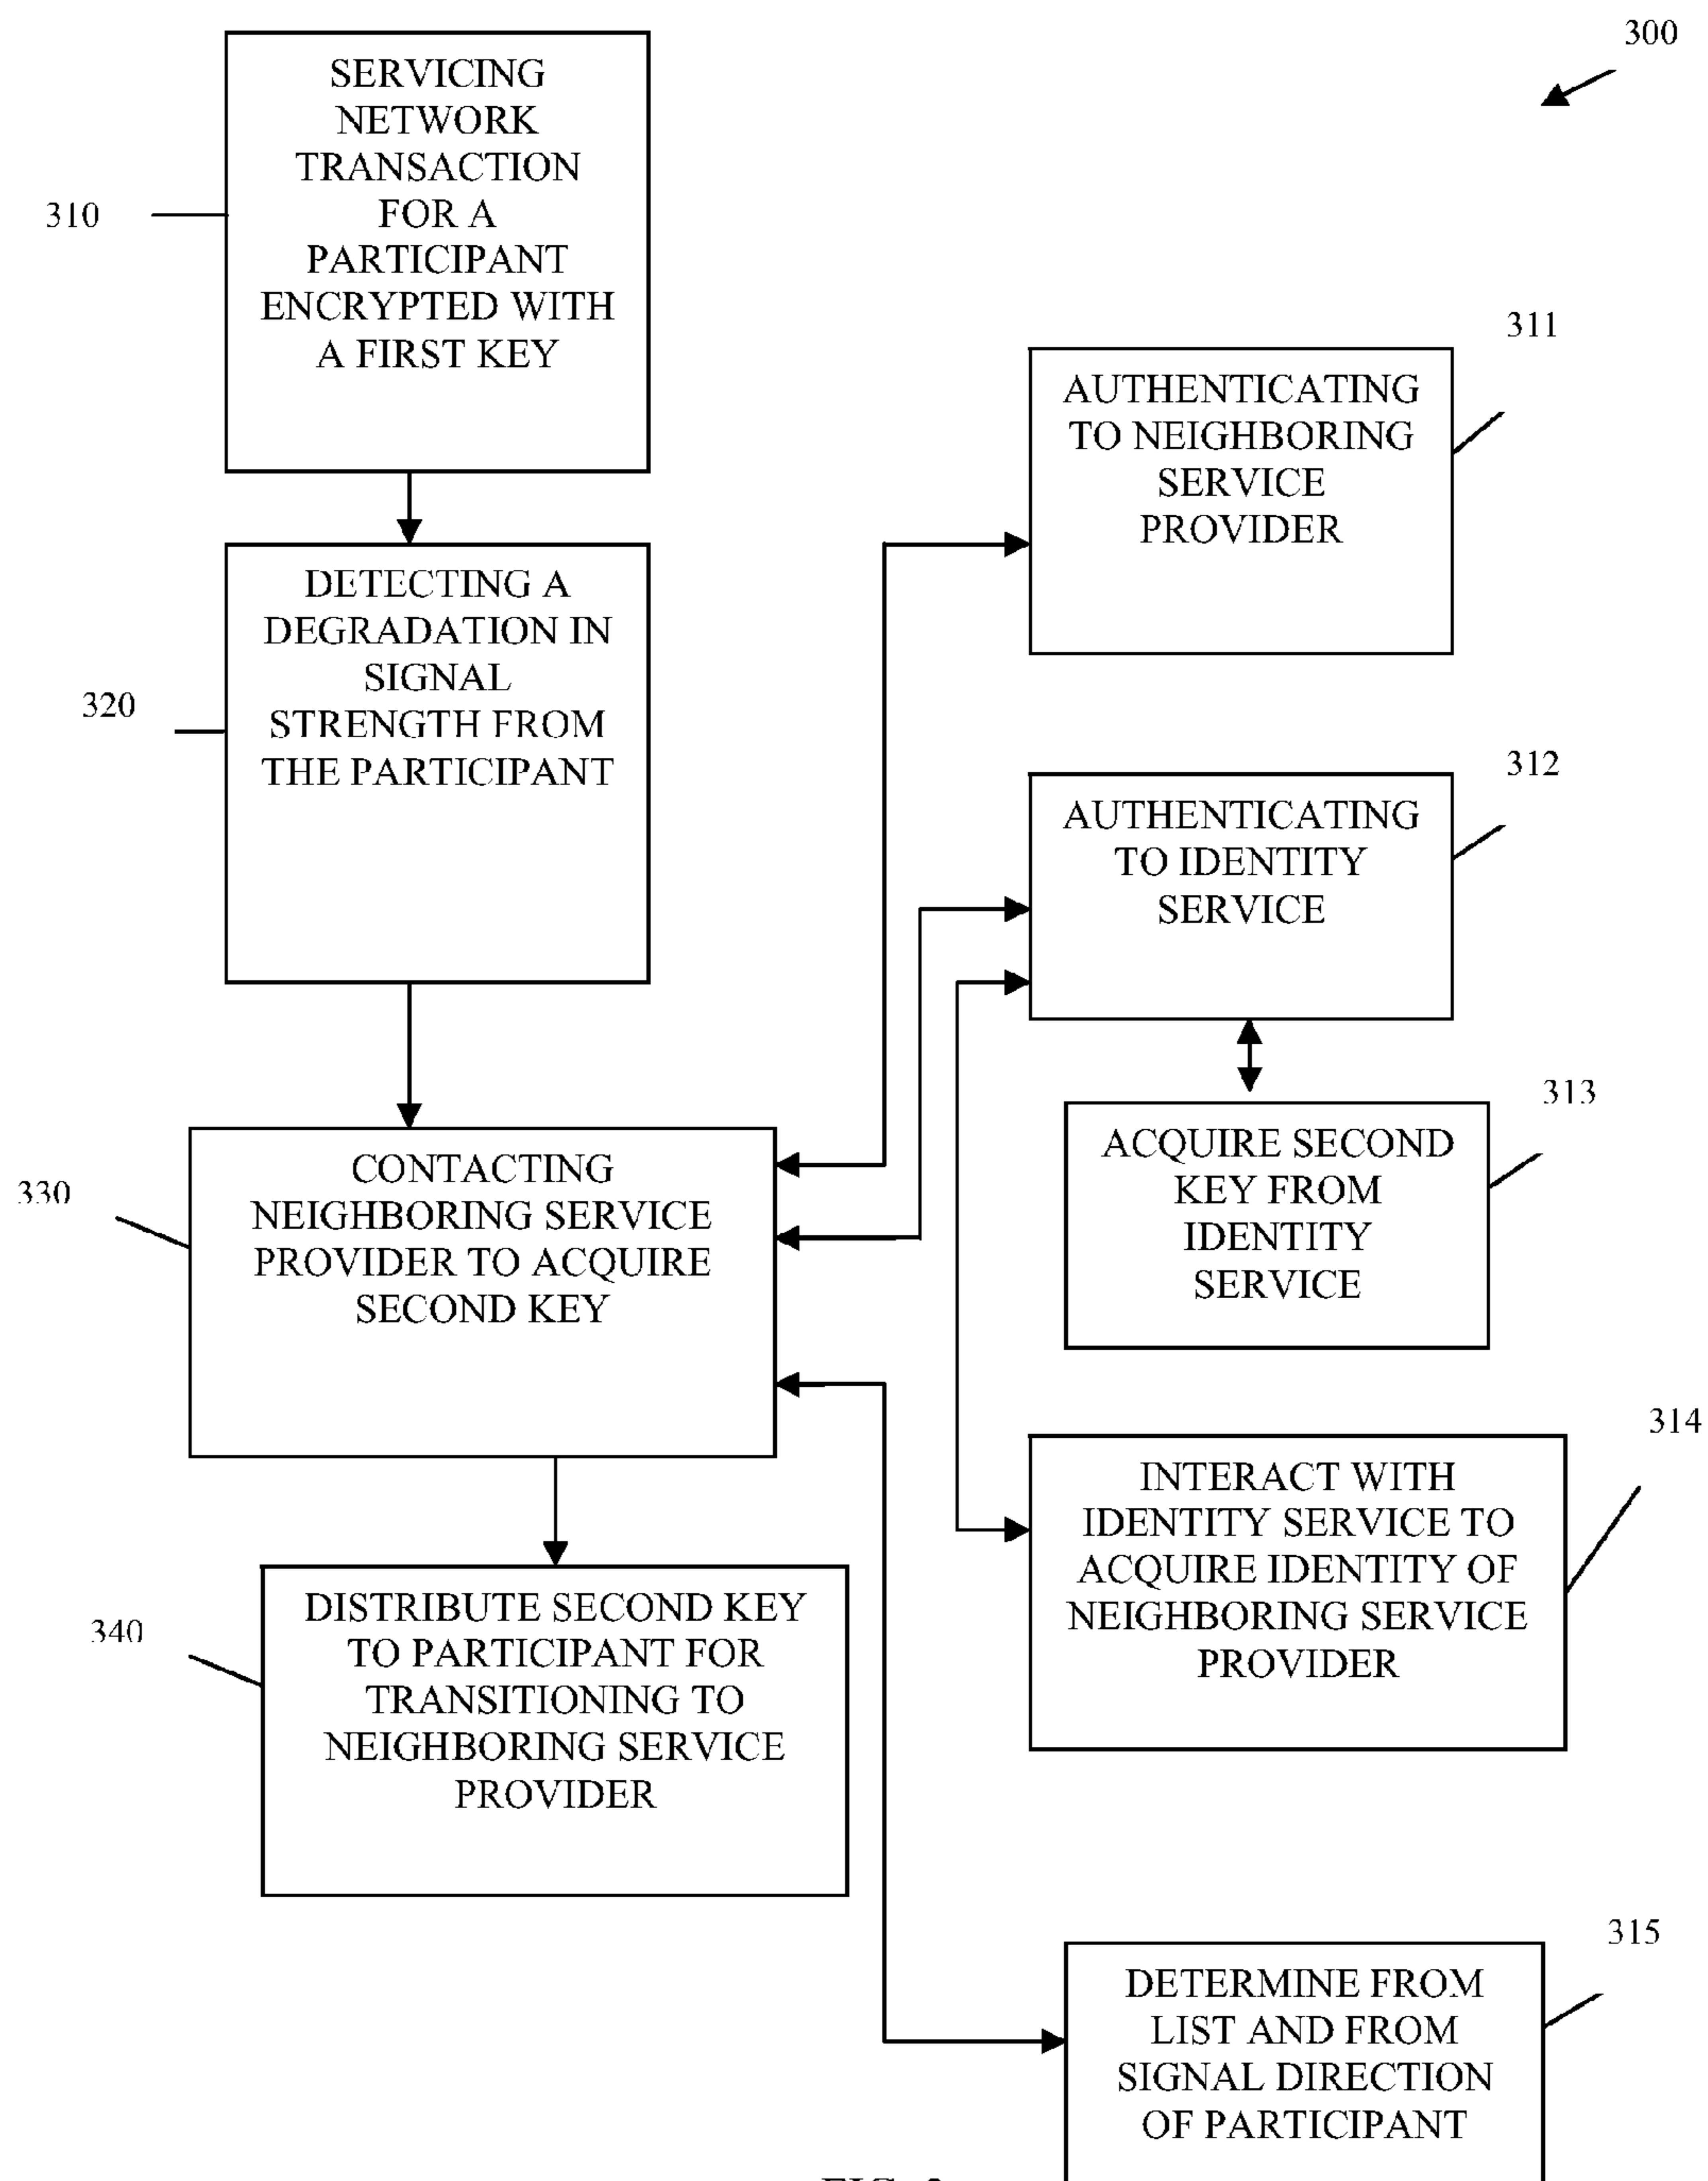 300
SERVICING
NETWORK
TRANSACTION
FOR A
PARTICIPANT
ENCRYPTED WITH
A FIRST KEY
310
311
AUTHENTICATING
TO NEIGHBORING
SERVICE
PROVIDER
DETECTING A
DEGRADATION IN
SIGNAL
STRENGTH FROM
THE PARTICIPANT
320
312
AUTHENTICATING
TO IDENTITY
SERVICE
313
ACQUIRE SECOND
KEY FROM
IDENTITY
SERVICE
330
CONTACTING
NEIGHBORING SERVICE
PROVIDER TO ACQUIRE
SECOND KEY
314
INTERACT WITH
IDENTITY SERVICE TO
ACQUIRE IDENTITY OF
NEIGHBORING SERVICE
PROVIDER
340
DISTRIBUTE SECOND KEY
TO PARTICIPANT FOR
TRANSITIONING TO
NEIGHBORING SERVICE
PROVIDER
315
DETERMINE FROM
LIST AND FROM
SIGNAL DIRECTION
OF PARTICIPANT